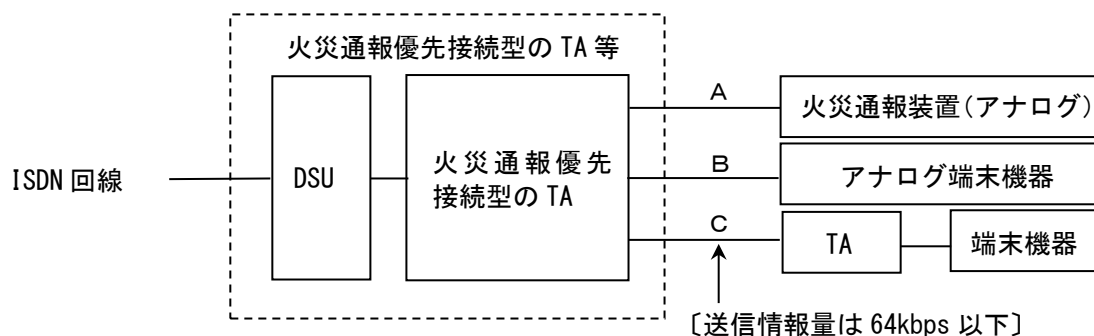 火災通報優先接続型の TA 等
ISDN 回線
DSU
火災通報優先
接続型の TA
A
火災通報装置(アナログ)
B
アナログ端末機器
C
TA
端末機器
〔送信情報量は 64kbps 以下〕